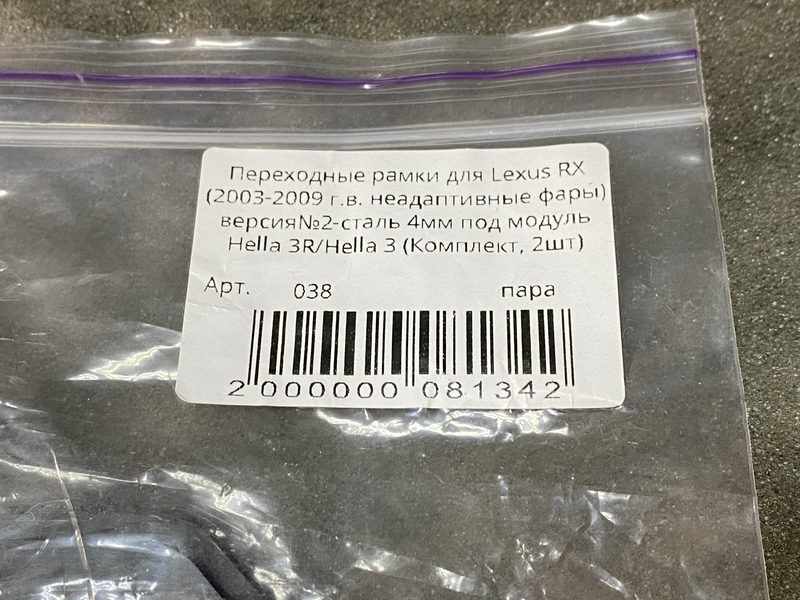 Переходные рамки для Lexus RX
(2003-2009 г.в. неадаптивные фары)
версия№2-сталь 4мм под модуль
Hella 3R/Hella 3 (Комплект, 2шт)
Арт. 038 пара
2 000000 081342